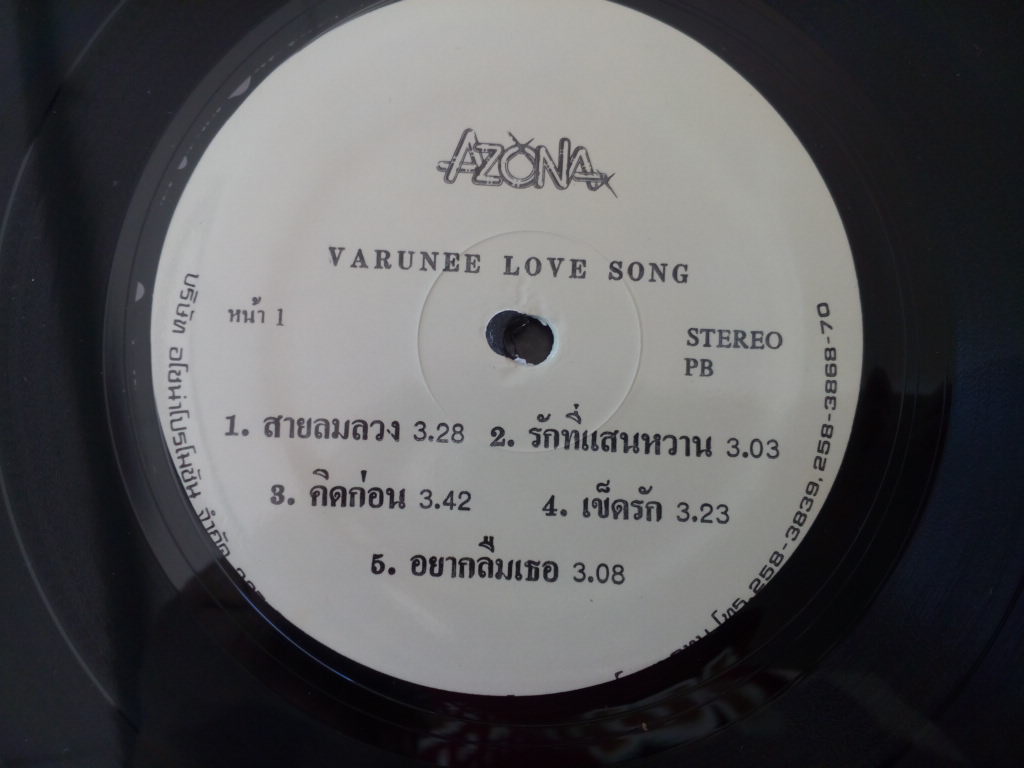 AZONA
VARUNEE LOVE SONG
หน้า 1
STEREO
PB
1. สายลมลวง 3.28 2. รักที่แสนหวาน 3.03
3. คิดก่อน 3.42 4. เข็ดรัก 3.23
5. อยากลืมเธอ 3.08
บริษัท อโซน่าโปรโมชั่น จำกัด
โทร. 258-3839, 258-3868-70